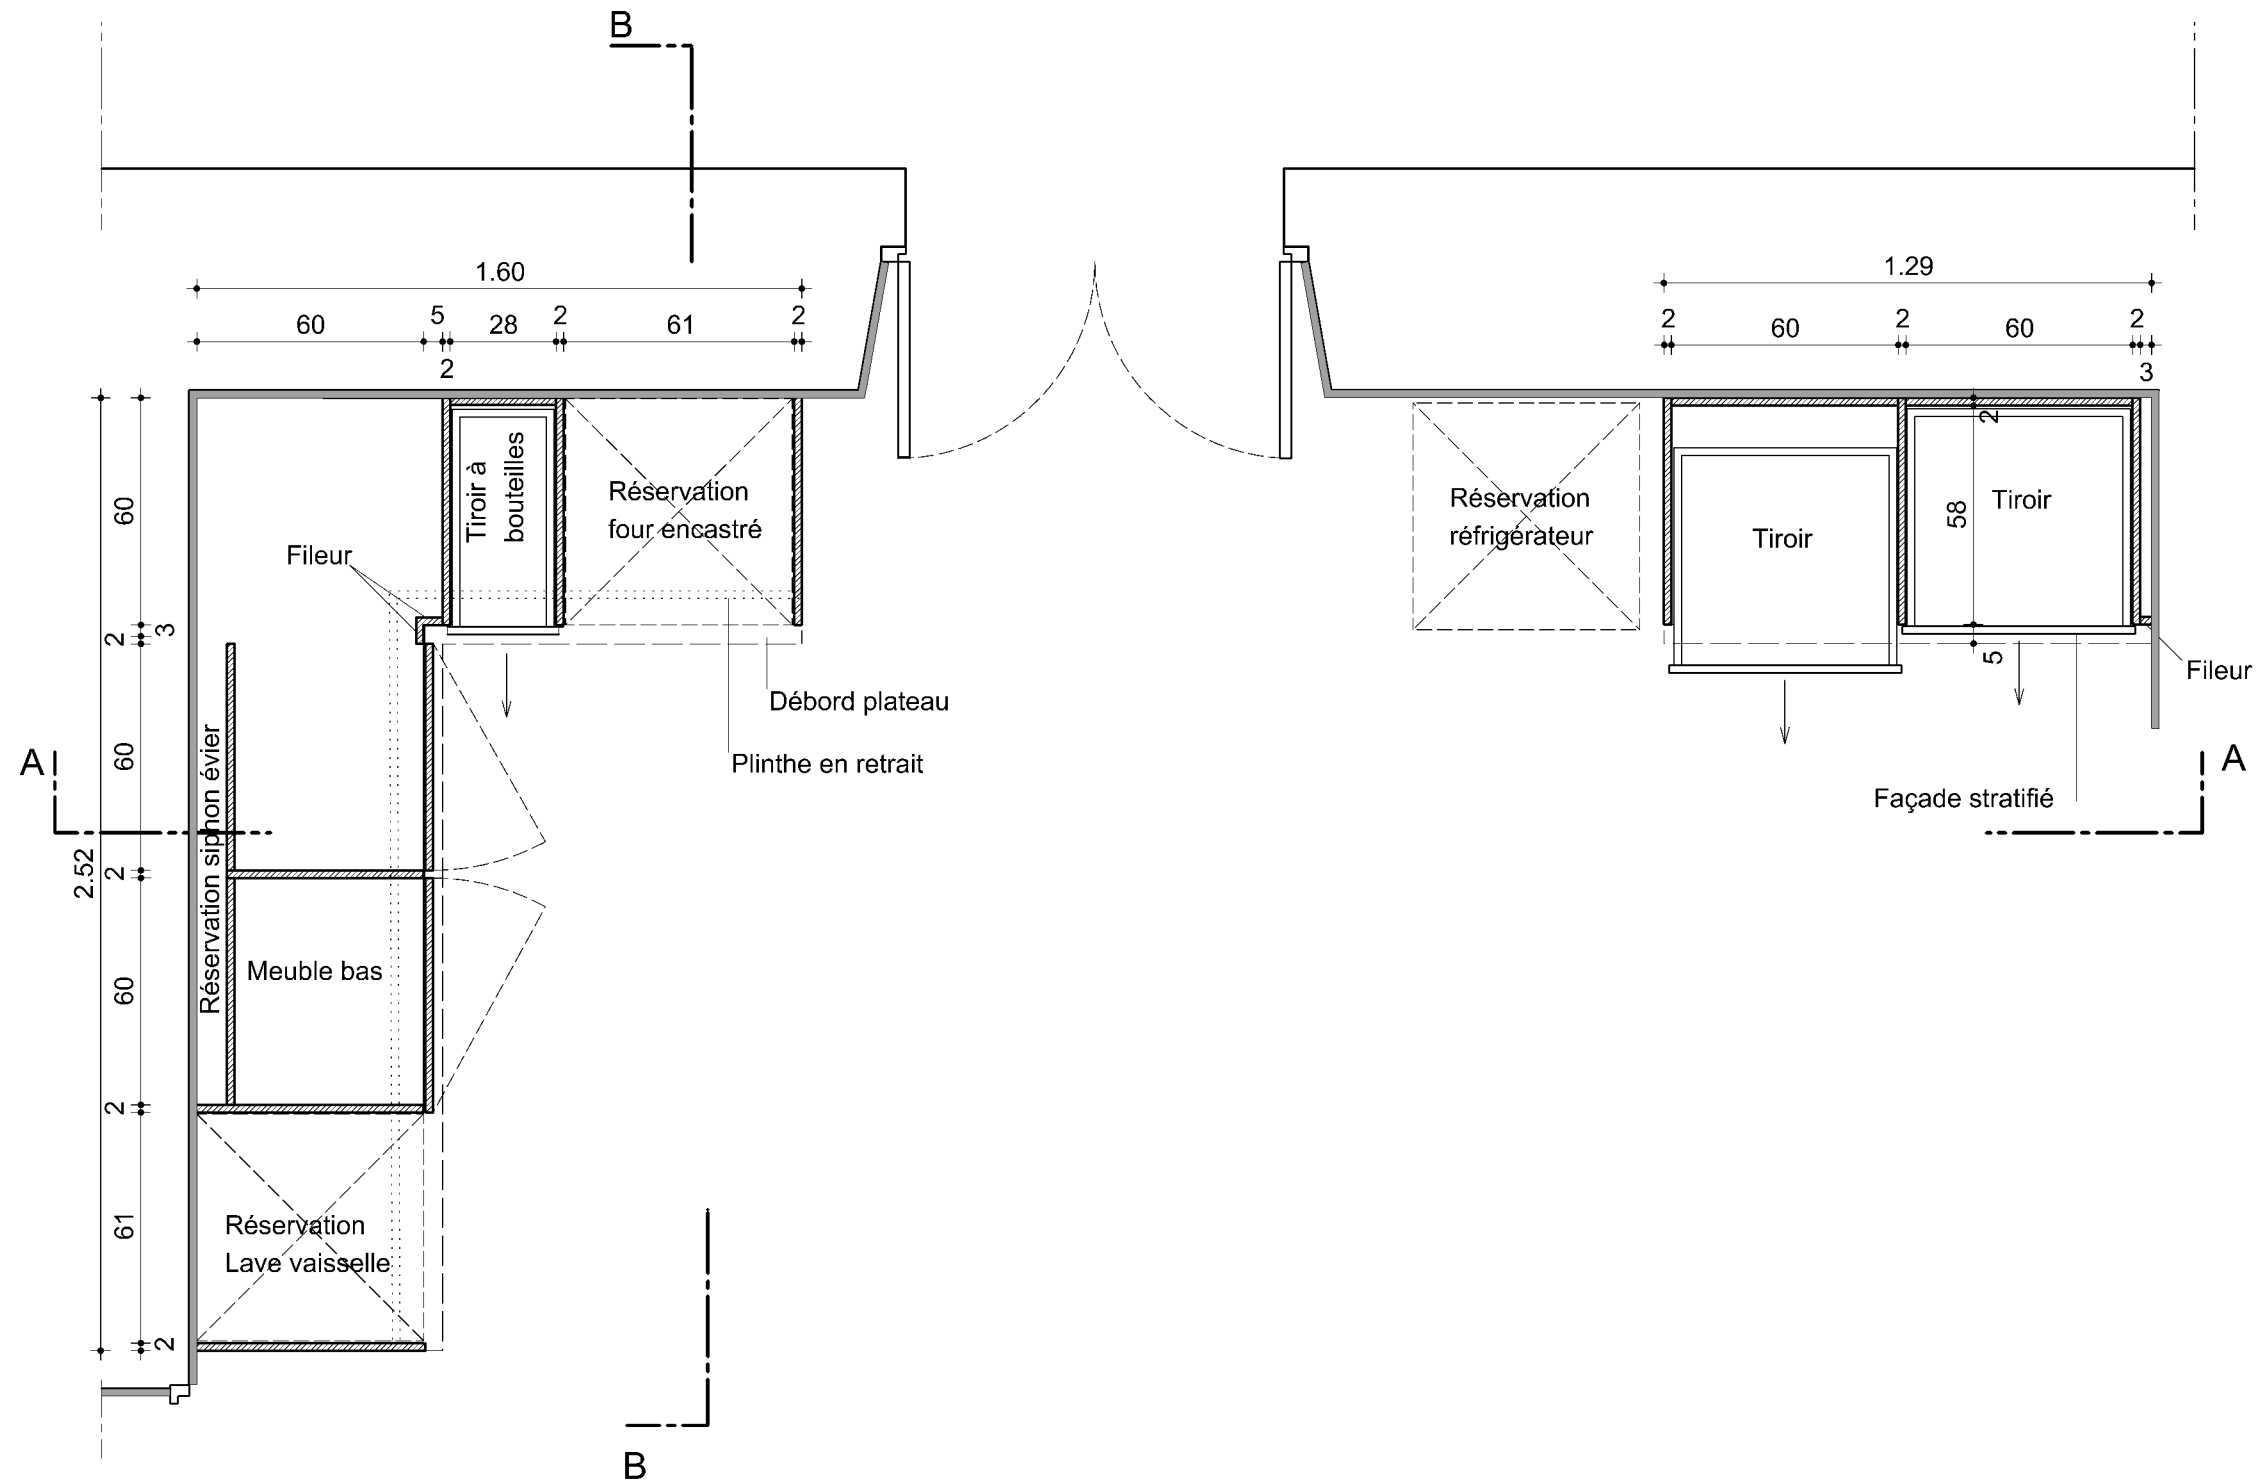 B
1.60
60
5
28
2
61
2
2
1.29
2
60
2
60
2
3
Tiroir à
bouteilles
Réservation
four encastré
Réservation
réfrigérateur
Tiroir
Tiroir
2
58
5
Fileur
Fileur
60
3
2
60
2
60
2
61
2
2.52
Débord plateau
Plinthe en retrait
Façade stratifié
A
A
Réservation siphon évier
Meuble bas
Réservation
Lave vaisselle
B